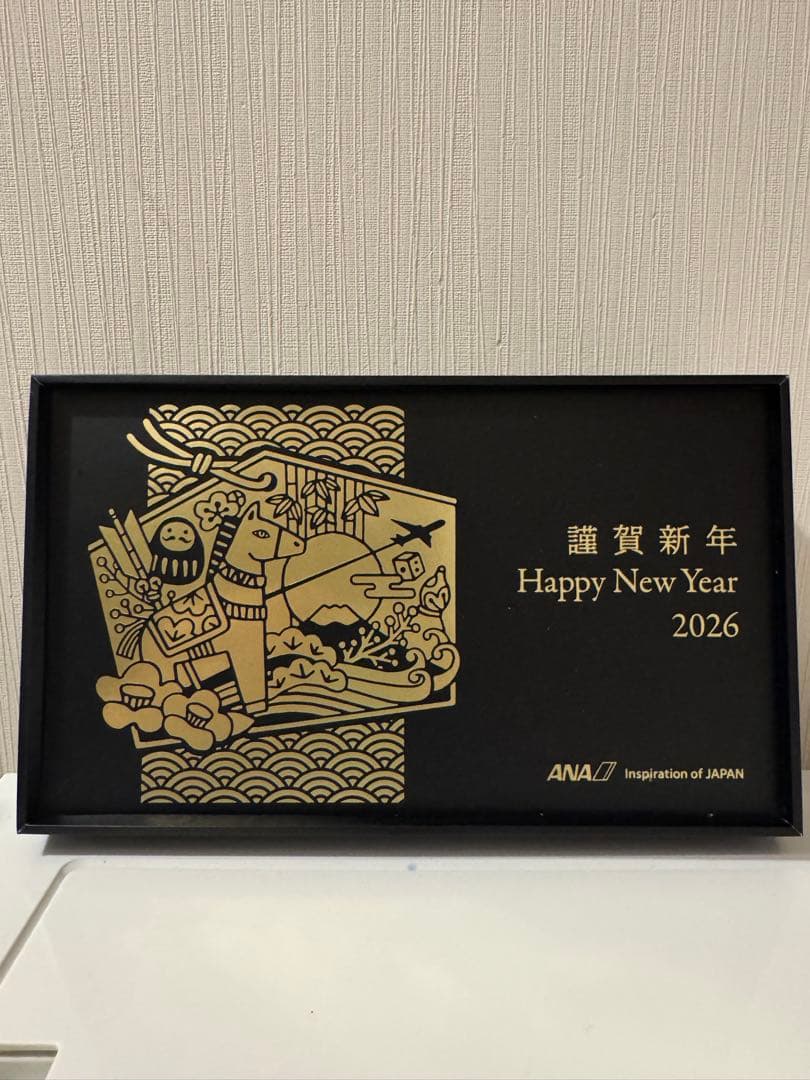 謹賀新年
Happy New Year
2026
ANA Inspiration of JAPAN